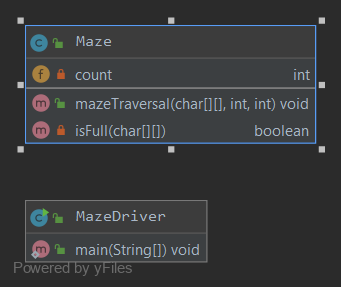 Maze
count int
mazeTraversal(char[][], int, int) void
isFull(char[][]) boolean
MazeDriver
main(String[]) void
Powered by yFiles